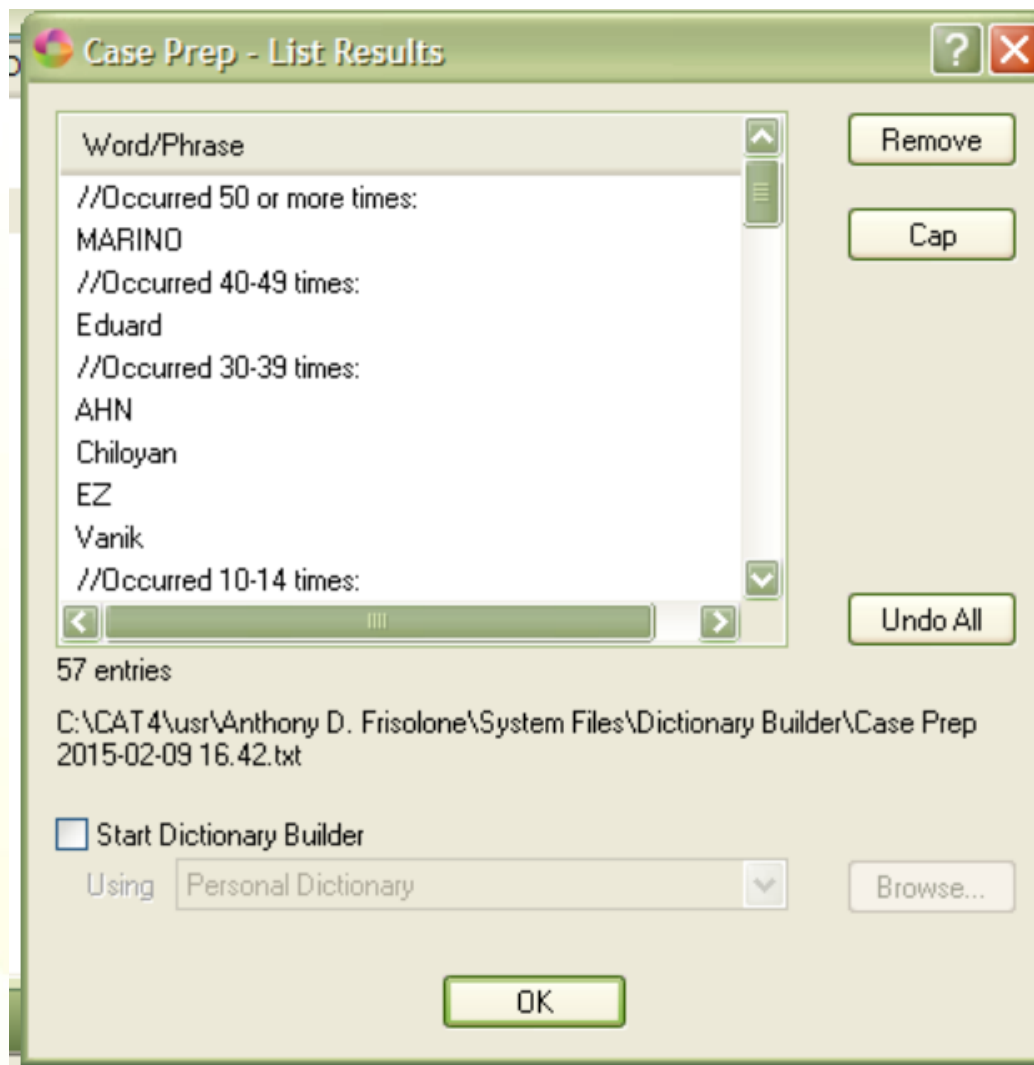 Case Prep - List Results
Word/Phrase
Remove
//Occurred 50 or more times:
MARINO
Cap
//Occurred 40-49 times:
Eduard
//Occurred 30-39 times:
AHN
Chiloyan
EZ
Vanik
//Occurred 10-14 times:
Undo All
57 entries
C:\CAT4\usr\Anthony D. Frisolone\System Files\Dictionary Builder\Case Prep
2015-02-09 16.42.txt
Start Dictionary Builder
Using Personal Dictionary
Browse...
OK